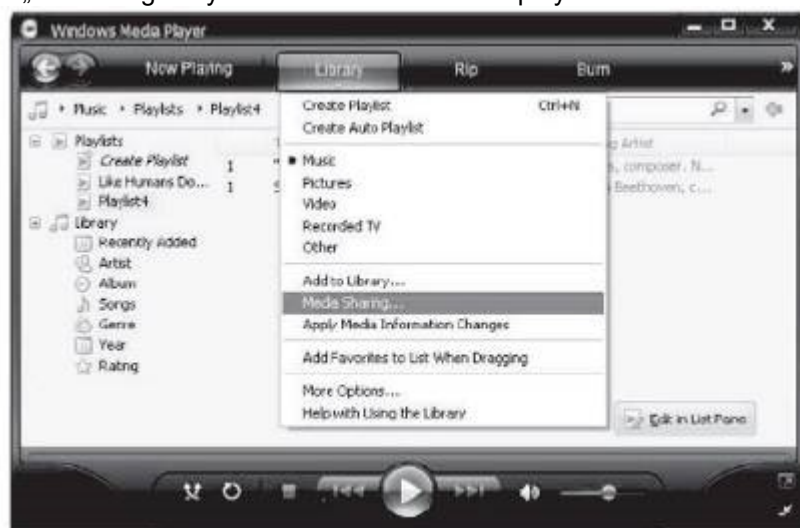 Windows Media Player
Now Playing Library Rip Burn »
Music Playlists Playlist4
Playlists
Create Playlist
Like Humans Do...
Playlist4
Library
Recently Added
Artist
Album
Songs
Genre
Year
Rating
1
1
Create Playlist Ctrl+N
Create Auto Playlist
Music
Pictures
Video
Recorded TV
Other
Add to Library...
Media Sharing...
Apply Media Information Changes
Add Favorites to List When Dragging
More Options...
Help with Using the Library
Artist
, composer. N...
Beethoven, c...
Edit in List Pane